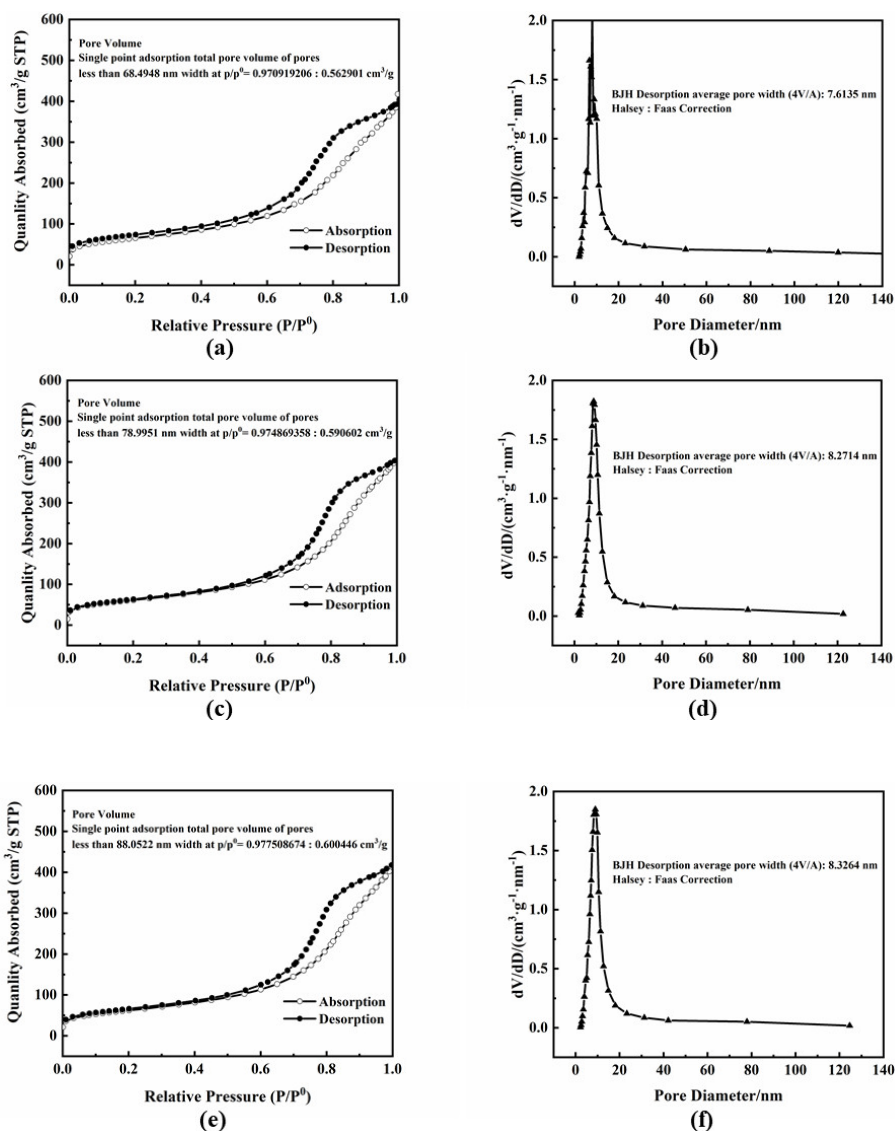 600
500
400
300
200
100
0
Quanlity Absorbed (cm³/g STP)
Pore Volume
Single point adsorption total pore volume of pores
less than 68.4948 nm width at p/p⁰= 0.970919206 : 0.562901 cm³/g
Absorption
Desorption
0.0 0.2 0.4 0.6 0.8 1.0
Relative Pressure (P/P⁰)
(a)
2.0
1.5
1.0
0.5
0.0
dV/dD/(cm³·g⁻¹·nm⁻¹)
BJH Desorption average pore width (4V/A): 7.6135 nm
Halsey : Faas Correction
0 20 40 60 80 100 120 140
Pore Diameter/nm
(b)
600
500
400
300
200
100
0
Quanlity Absorbed (cm³/g STP)
Pore Volume
Single point adsorption total pore volume of pores
less than 78.9951 nm width at p/p⁰= 0.974869358 : 0.590602 cm³/g
Adsorption
Desorption
0.0 0.2 0.4 0.6 0.8 1.0
Relative Pressure (P/P⁰)
(c)
2.0
1.5
1.0
0.5
0.0
dV/dD/(cm³·g⁻¹·nm⁻¹)
BJH Desorption average pore width (4V/A): 8.2714 nm
Halsey : Faas Correction
0 20 40 60 80 100 120 140
Pore Diameter/nm
(d)
600
500
400
300
200
100
0
Quanlity Absorbed (cm³/g STP)
Pore Volume
Single point adsorption total pore volume of pores
less than 88.0522 nm width at p/p⁰= 0.977508674 : 0.600446 cm³/g
Absorption
Desorption
0.0 0.2 0.4 0.6 0.8 1.0
Relative Pressure (P/P⁰)
(e)
2.0
1.5
1.0
0.5
0.0
dV/dD/(cm³·g⁻¹·nm⁻¹)
BJH Desorption average pore width (4V/A): 8.3264 nm
Halsey : Faas Correction
0 20 40 60 80 100 120 140
Pore Diameter/nm
(f)